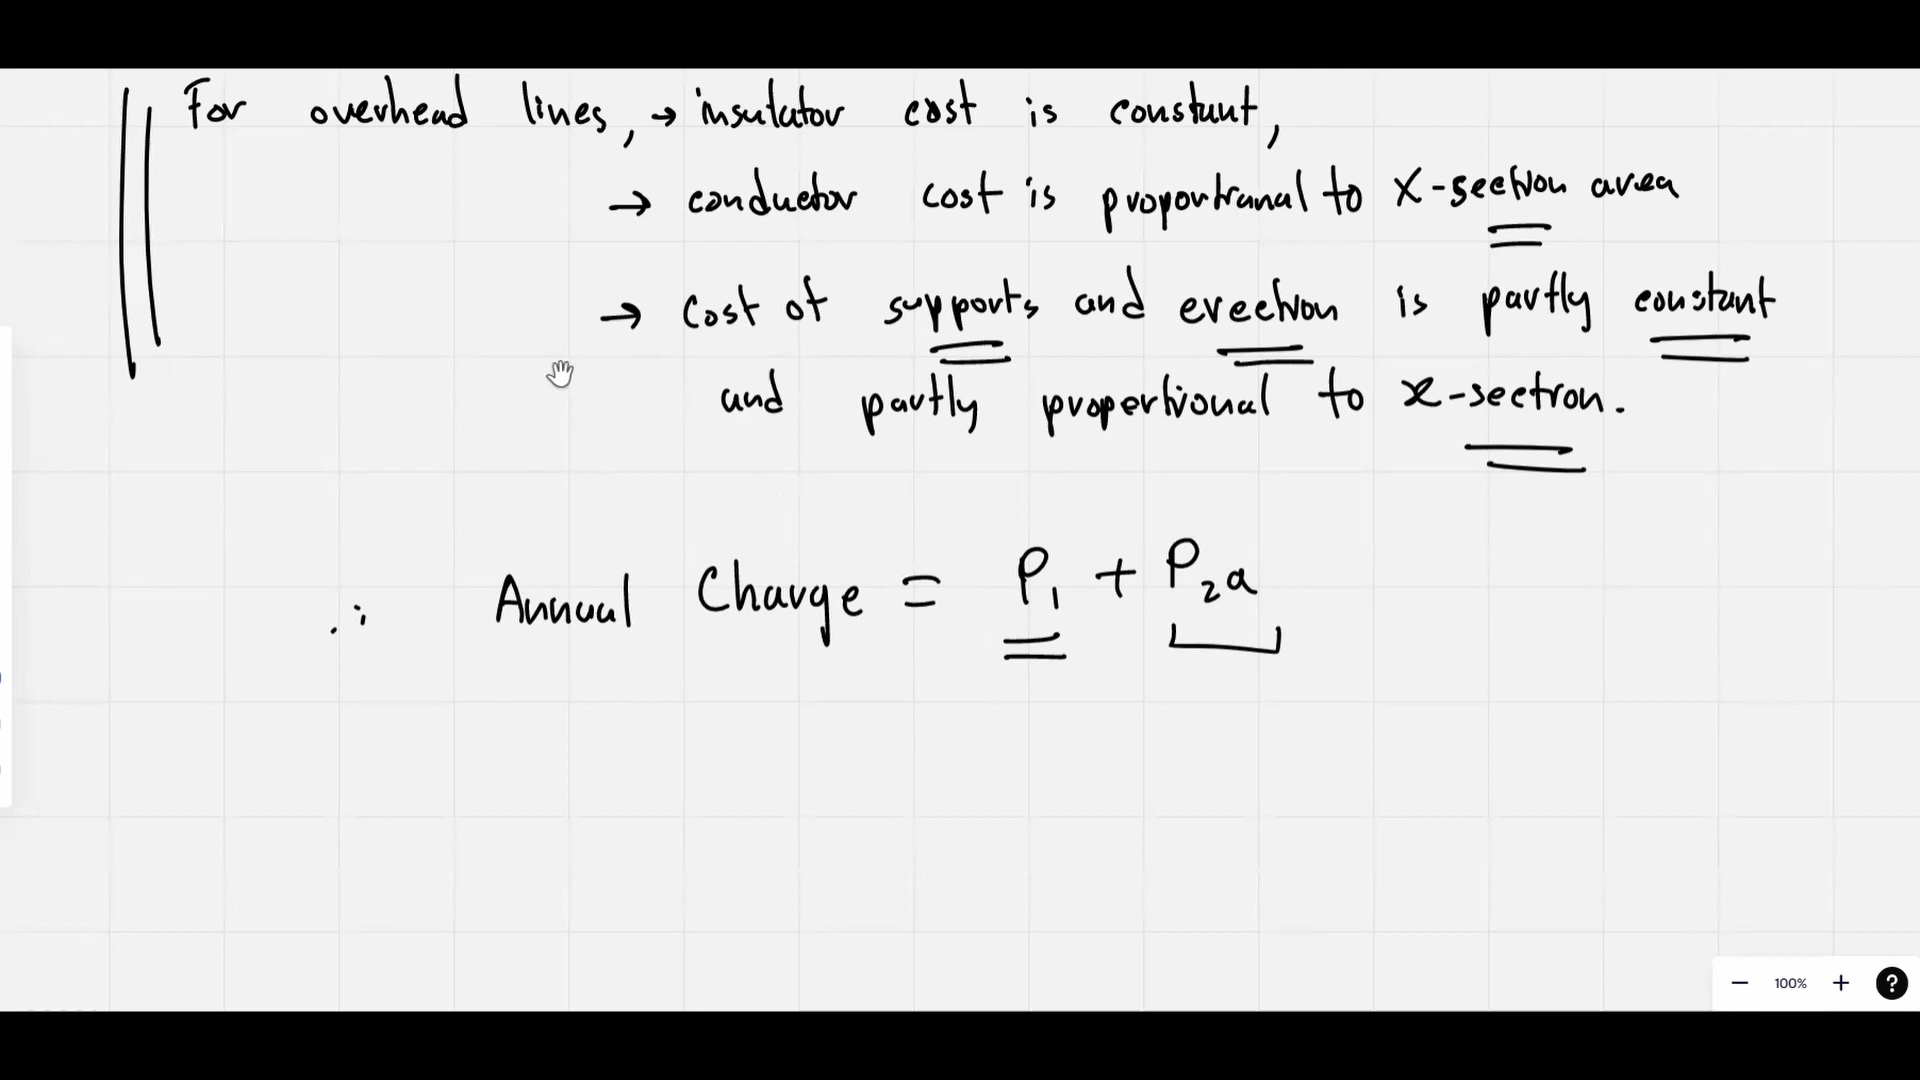 For overhead lines, → insulator cost is constant,
→ conductor cost is proportional to X-section area
→ cost of supports and erection is partly constant
and partly proportional to x-section.
∴ Annual Charge = P₁ + P₂a
− 100% + ?